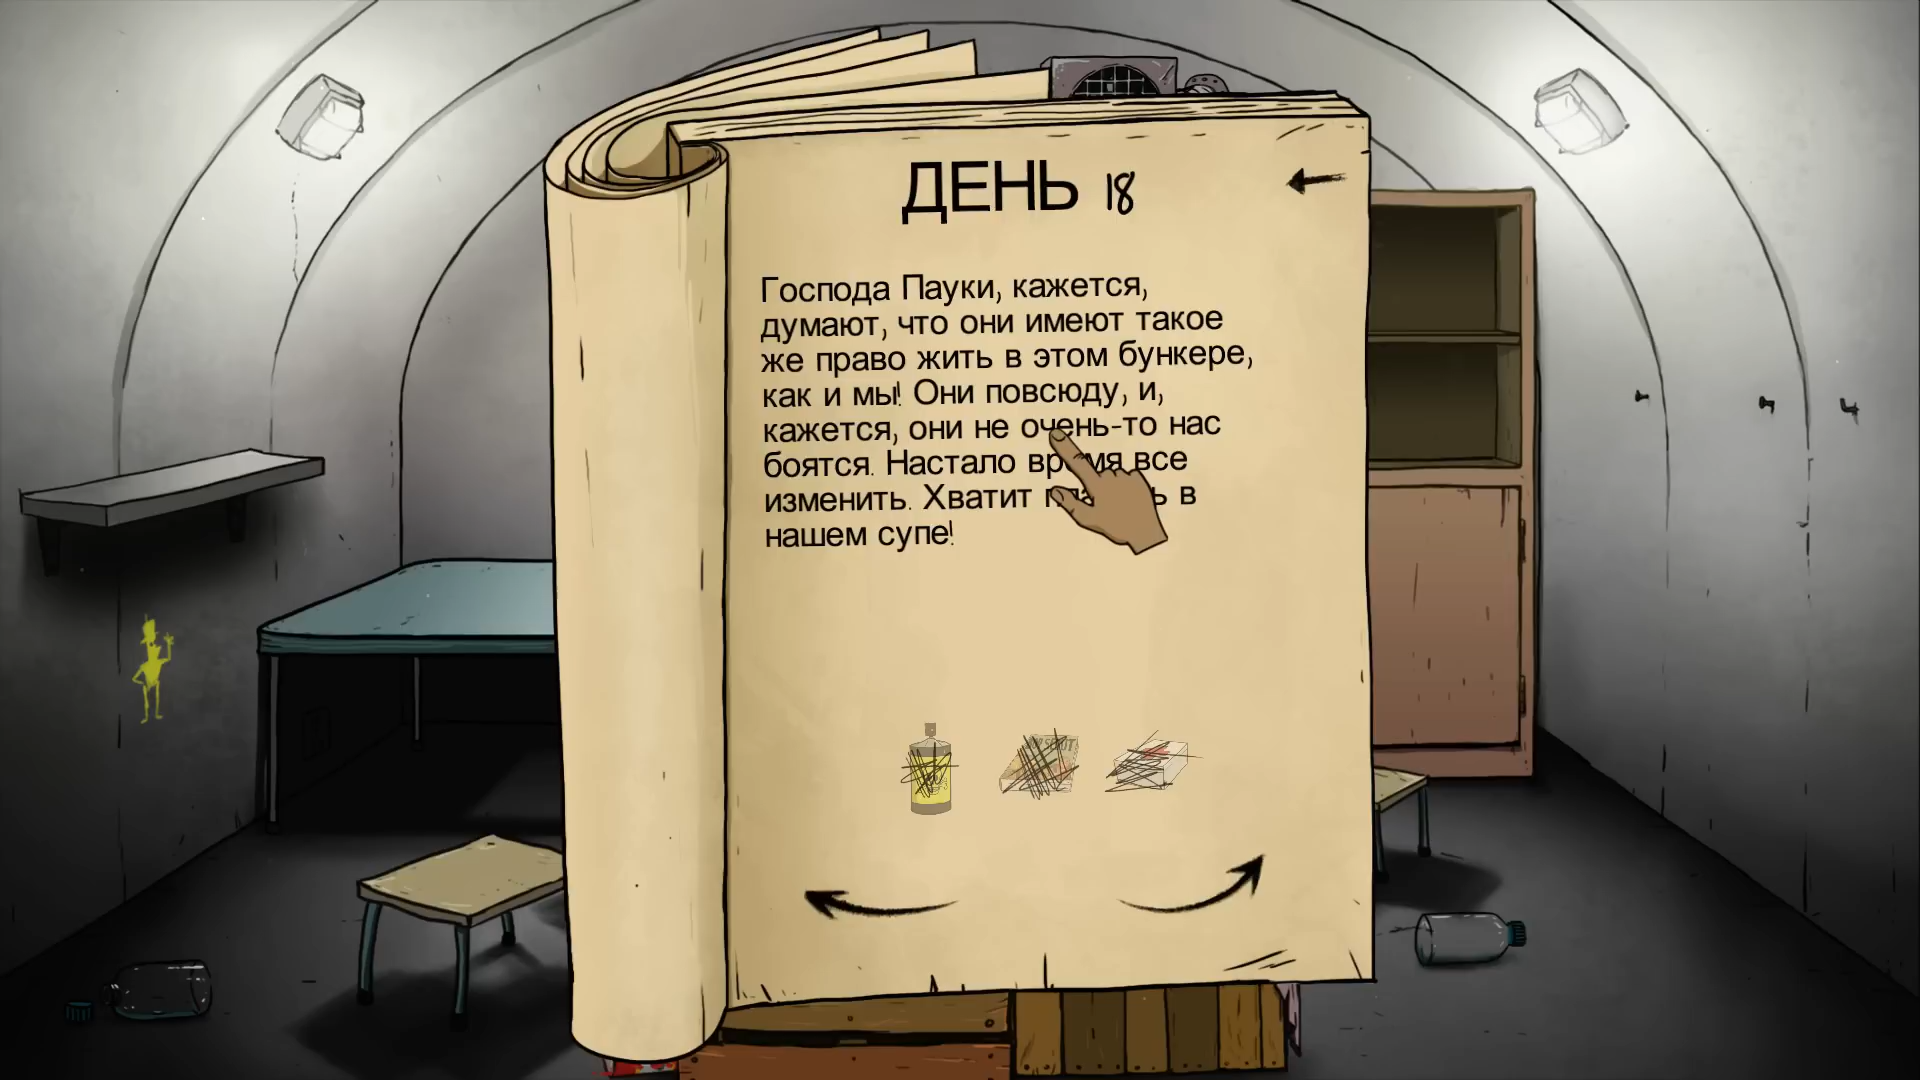 ДЕНЬ 18
Господа Пауки, кажется,
думают, что они имеют такое
же право жить в этом бункере,
как и мы! Они повсюду, и,
кажется, они не очень-то нас
боятся. Настало время все
изменить. Хватит в
нашем супе!